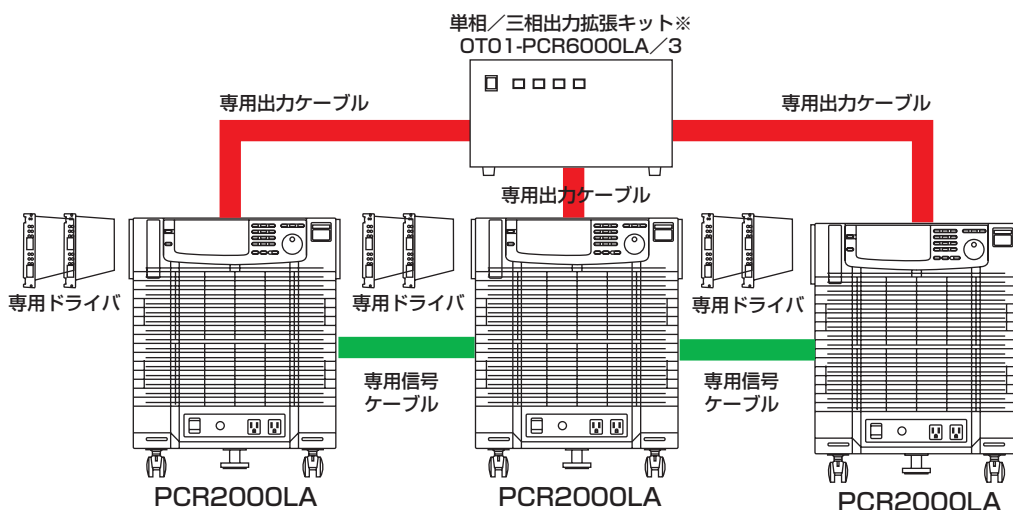 単相／三相出力拡張キット※
OT01-PCR6000LA／3
専用出力ケーブル
専用出力ケーブル
専用出力ケーブル
専用ドライバ
専用ドライバ
専用ドライバ
専用信号
ケーブル
専用信号
ケーブル
PCR2000LA
PCR2000LA
PCR2000LA